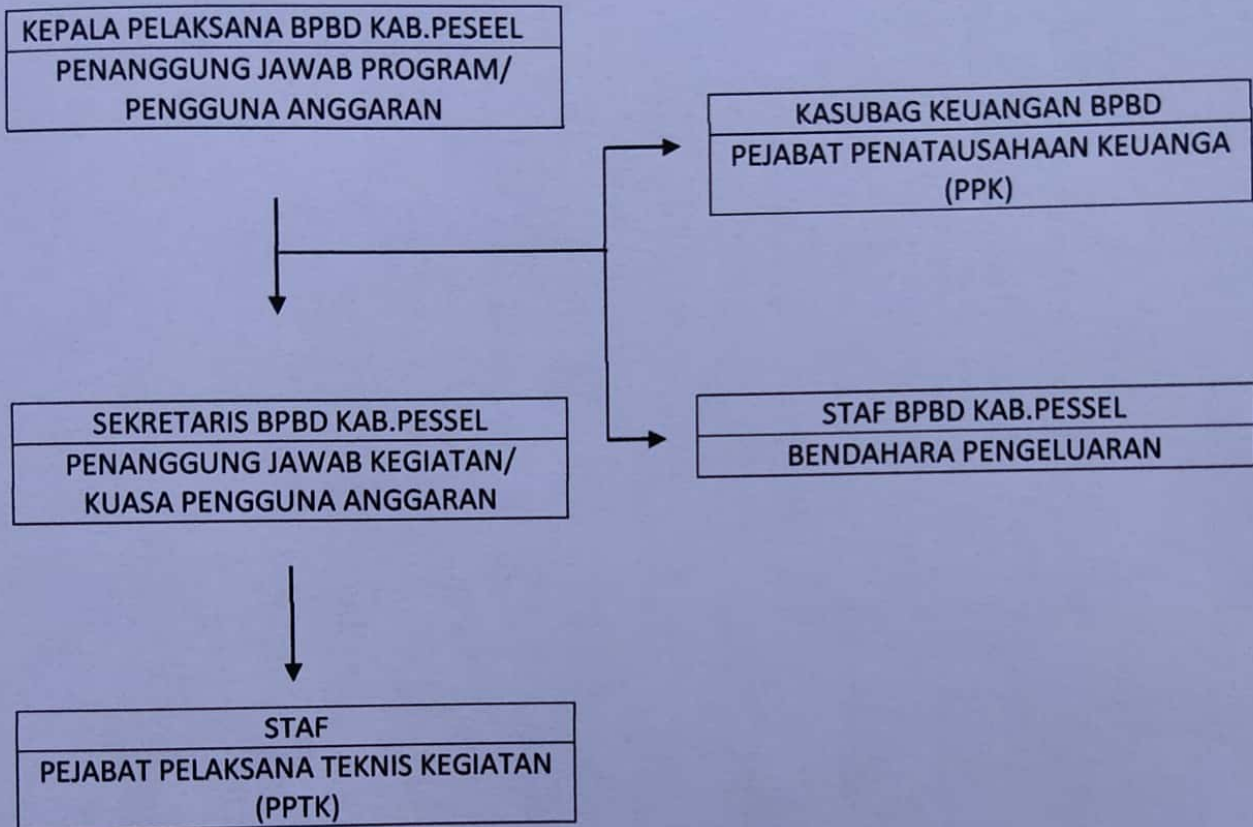 KEPALA PELAKSANA BPBD KAB.PESEEL
PENANGGUNG JAWAB PROGRAM/
PENGGUNA ANGGARAN
KASUBAG KEUANGAN BPBD
PEJABAT PENATAUSAHAAN KEUANGA
(PPK)
SEKRETARIS BPBD KAB.PESSEL
PENANGGUNG JAWAB KEGIATAN/
KUASA PENGGUNA ANGGARAN
STAF BPBD KAB.PESSEL
BENDAHARA PENGELUARAN
STAF
PEJABAT PELAKSANA TEKNIS KEGIATAN
(PPTK)